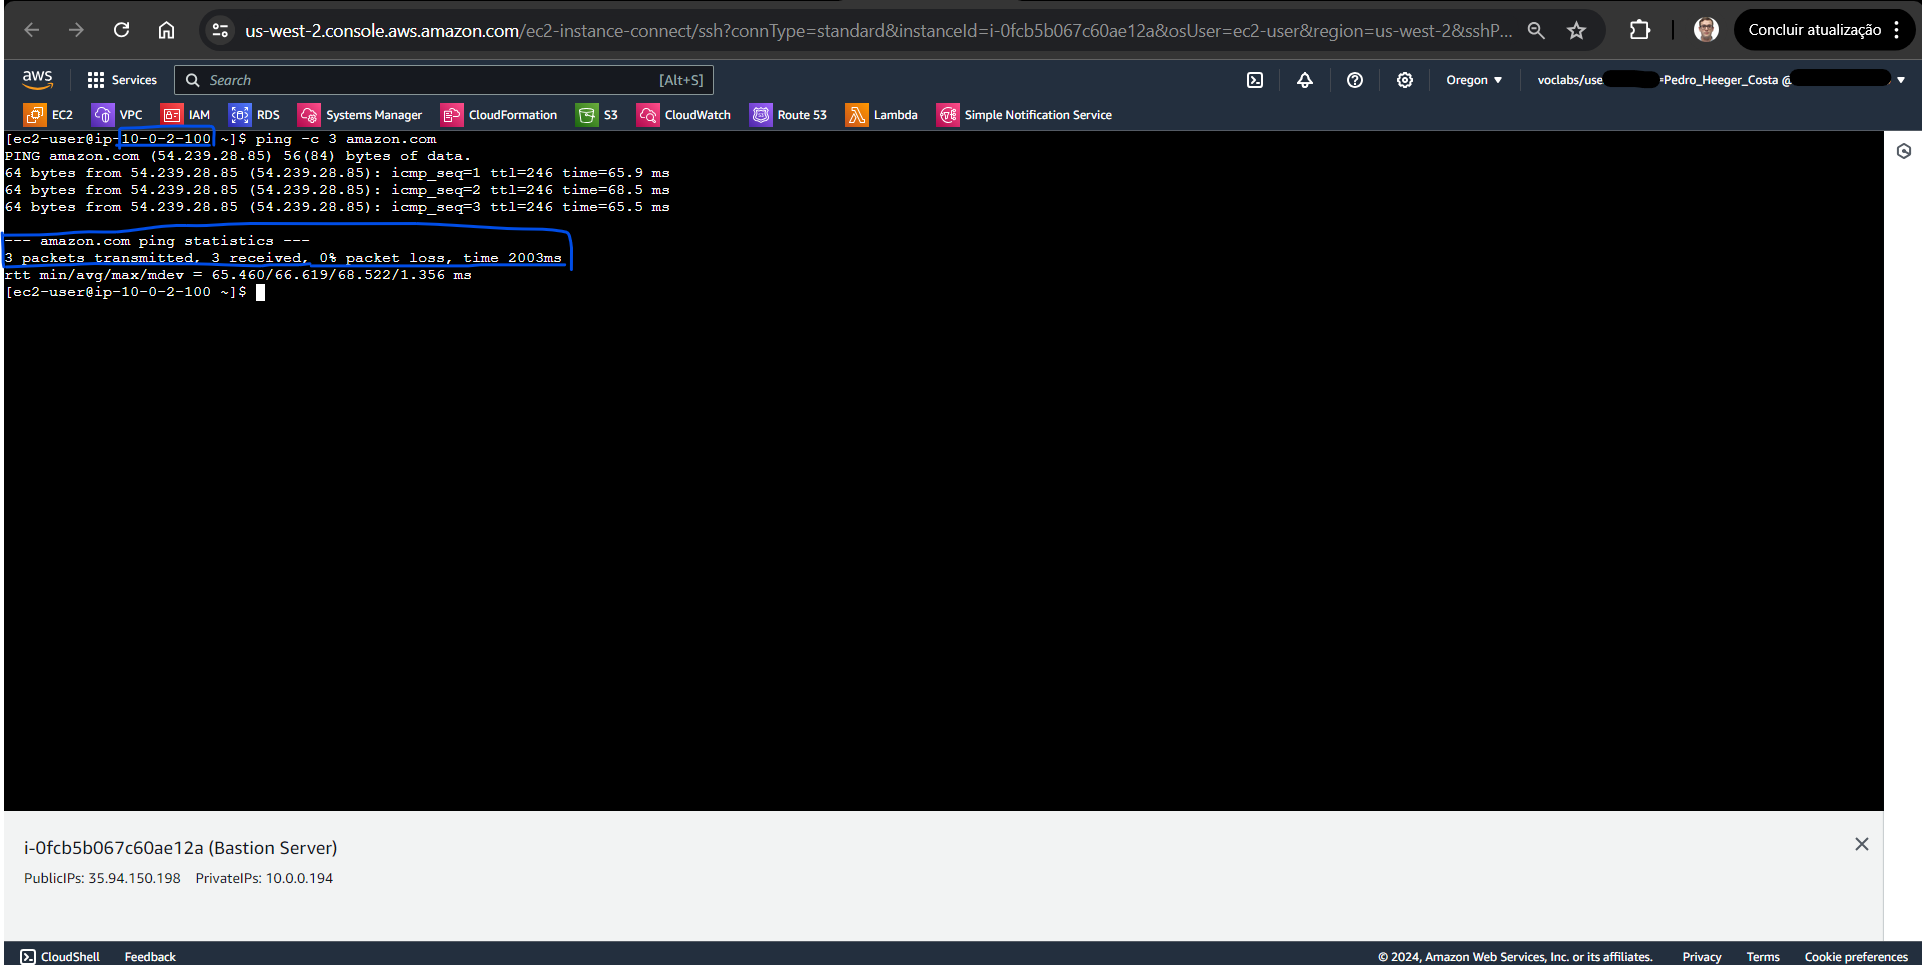 us-west-2.console.aws.amazon.com/ec2-instance-connect/ssh?connType=standard&instanceId=i-0fcb5b067c60ae12a&osUser=ec2-user&region=us-west-2&sshP...
Concluir atualização
aws
Services
Search
[Alt+S]
Oregon
voclabs/use
=Pedro_Heeger_Costa @
EC2
VPC
IAM
RDS
Systems Manager
CloudFormation
S3
CloudWatch
Route 53
Lambda
Simple Notification Service
[ec2-user@ip-10-0-2-100 ~]$ ping -c 3 amazon.com
PING amazon.com (54.239.28.85) 56(84) bytes of data.
64 bytes from 54.239.28.85 (54.239.28.85): icmp_seq=1 ttl=246 time=65.9 ms
64 bytes from 54.239.28.85 (54.239.28.85): icmp_seq=2 ttl=246 time=68.5 ms
64 bytes from 54.239.28.85 (54.239.28.85): icmp_seq=3 ttl=246 time=65.5 ms
--- amazon.com ping statistics ---
3 packets transmitted, 3 received, 0% packet loss, time 2003ms
rtt min/avg/max/mdev = 65.460/66.619/68.522/1.356 ms
[ec2-user@ip-10-0-2-100 ~]$
i-0fcb5b067c60ae12a (Bastion Server)
PublicIPs: 35.94.150.198 PrivateIPs: 10.0.0.194
CloudShell
Feedback
© 2024, Amazon Web Services, Inc. or its affiliates.
Privacy
Terms
Cookie preferences